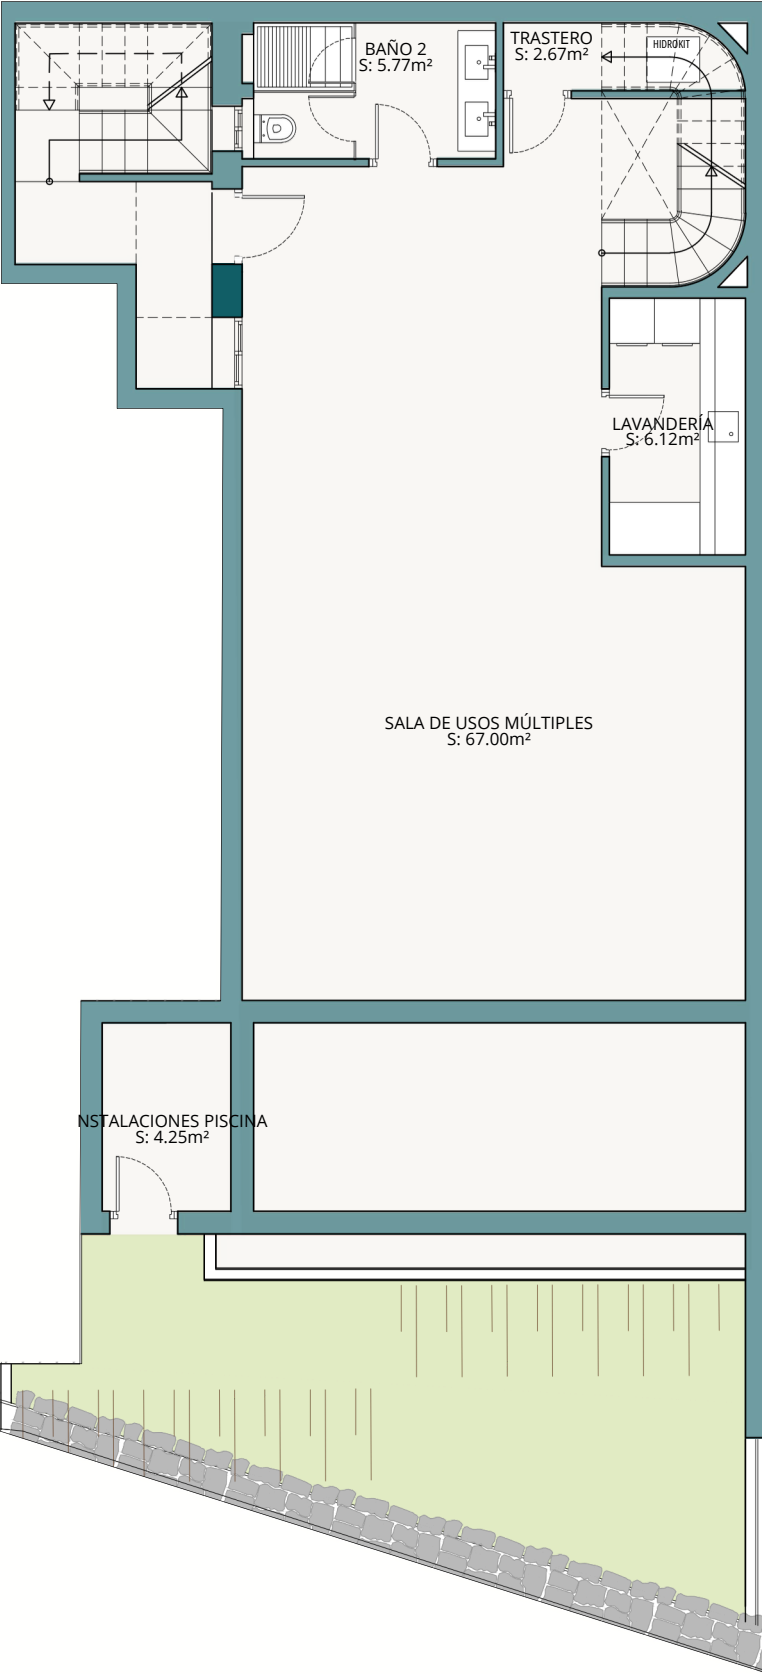 BAÑO 2
S: 5.77m²
TRASTERO
S: 2.67m²
HIDROKIT
LAVANDERÍA
S: 6.12m²
SALA DE USOS MÚLTIPLES
S: 67.00m²
NSTALACIONES PISCINA
S: 4.25m²